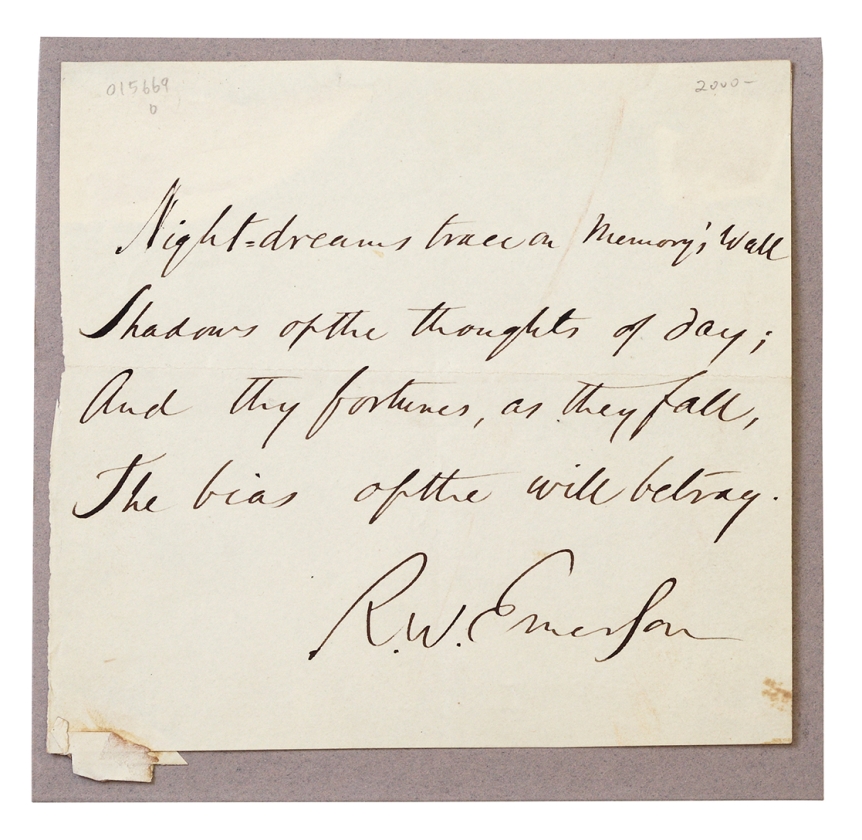 015669
D
2000-
Night-dreams trace on Memory's Wall
Shadows of the thoughts of day;
And thy fortunes, as they fall,
The bias of the will betray.
R.W. Emerson